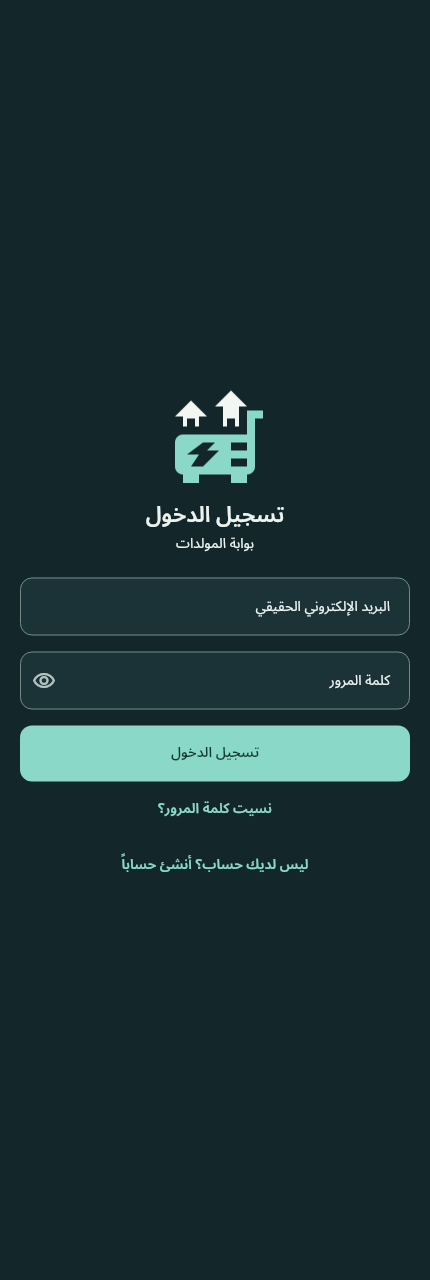 تسجيل الدخول
بوابة المولدات
البريد الإلكتروني الحقيقي
كلمة المرور
تسجيل الدخول
نسيت كلمة المرور؟
ليس لديك حساب؟ أنشئ حساباً